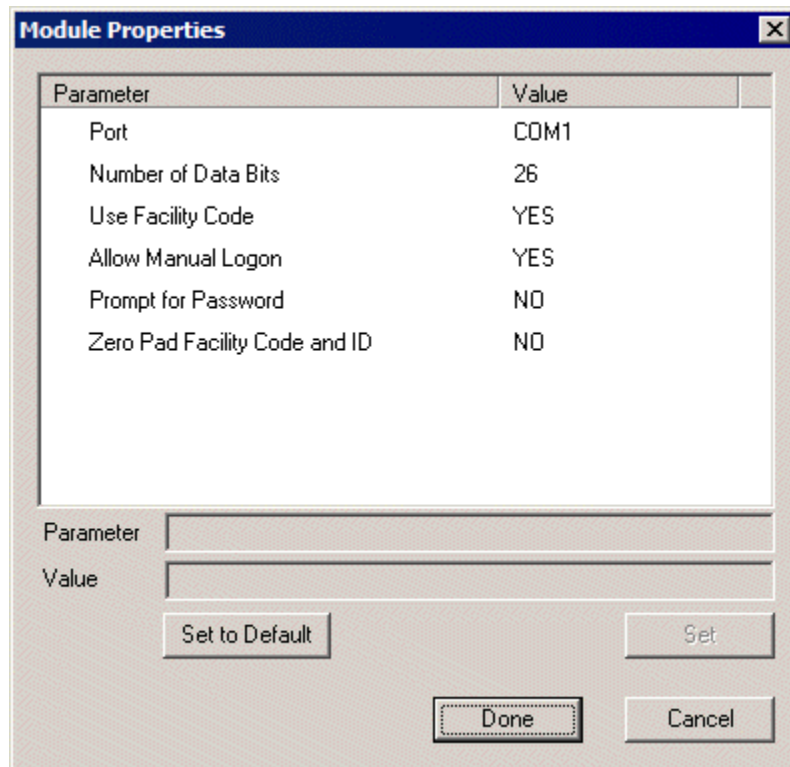 Module Properties
Parameter Value
Port COM1
Number of Data Bits 26
Use Facility Code YES
Allow Manual Logon YES
Prompt for Password NO
Zero Pad Facility Code and ID NO
Parameter
Value
Set to Default Set
Done Cancel